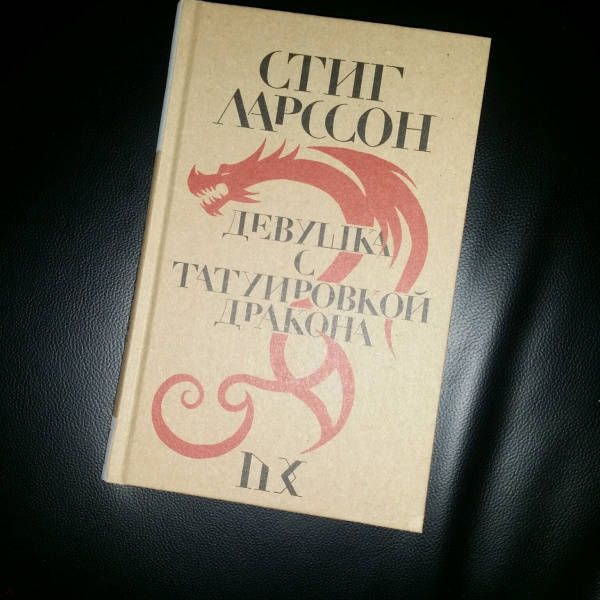 СТИГ
ЛАРССОН
ДЕВУШКА
С
ТАТУИРОВКОЙ
ДРАКОНА